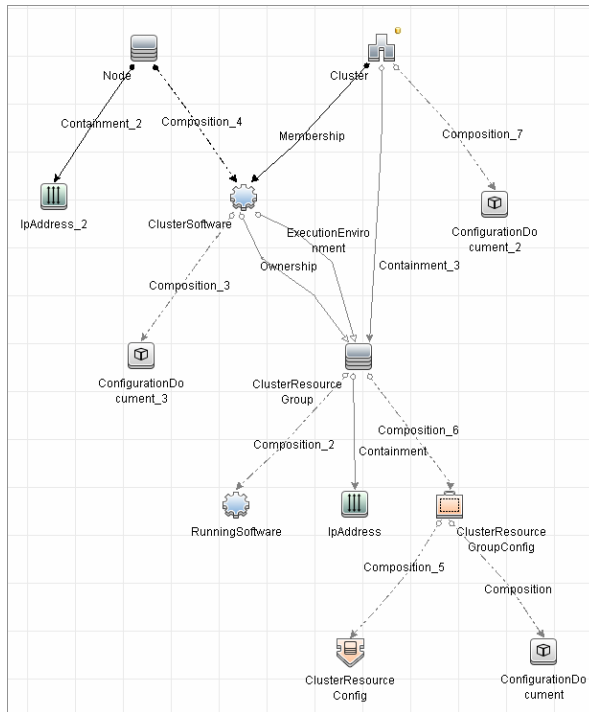 Node
Cluster
Containment_2
Composition_4
Membership
Composition_7
IpAddress_2
ClusterSoftware
ExecutionEnviro
nment
ConfigurationDo
cument_2
Ownership
Containment_3
Composition_3
ConfigurationDo
cument_3
ClusterResource
Group
Composition_2
Containment
Composition_6
RunningSoftware
IpAddress
ClusterResource
GroupConfig
Composition_5
Composition
ClusterResource
Config
ConfigurationDo
cument